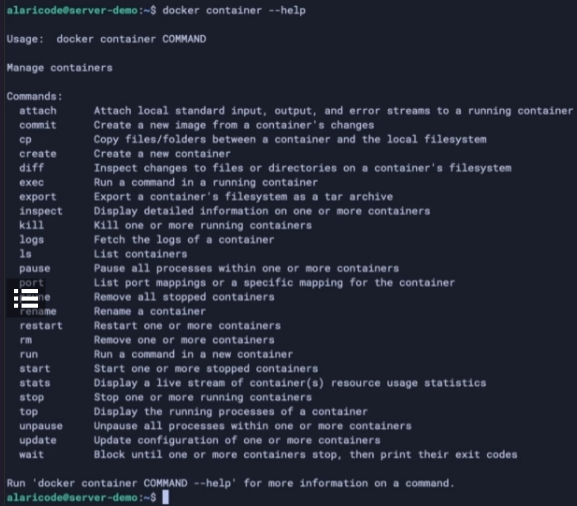 alaricode@server-demo:~$ docker container --help
Usage:  docker container COMMAND
Manage containers
Commands:
attach      Attach local standard input, output, and error streams to a running container
commit      Create a new image from a container's changes
cp          Copy files/folders between a container and the local filesystem
create      Create a new container
diff        Inspect changes to files or directories on a container's filesystem
exec        Run a command in a running container
export      Export a container's filesystem as a tar archive
inspect     Display detailed information on one or more containers
kill        Kill one or more running containers
logs        Fetch the logs of a container
ls          List containers
pause       Pause all processes within one or more containers
port        List port mappings or a specific mapping for the container
Remove all stopped containers
rename      Rename a container
restart     Restart one or more containers
rm          Remove one or more containers
run         Run a command in a new container
start       Start one or more stopped containers
stats       Display a live stream of container(s) resource usage statistics
stop        Stop one or more running containers
top         Display the running processes of a container
unpause     Unpause all processes within one or more containers
update      Update configuration of one or more containers
wait        Block until one or more containers stop, then print their exit codes
Run 'docker container COMMAND --help' for more information on a command.
alaricode@server-demo:~$